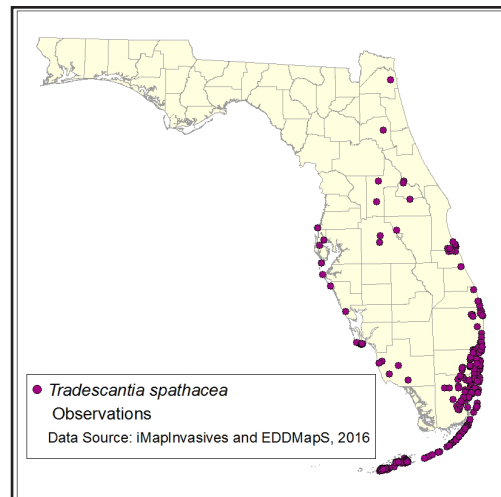 Tradescantia spathacea
Observations
Data Source: iMapInvasives and EDDMapS, 2016